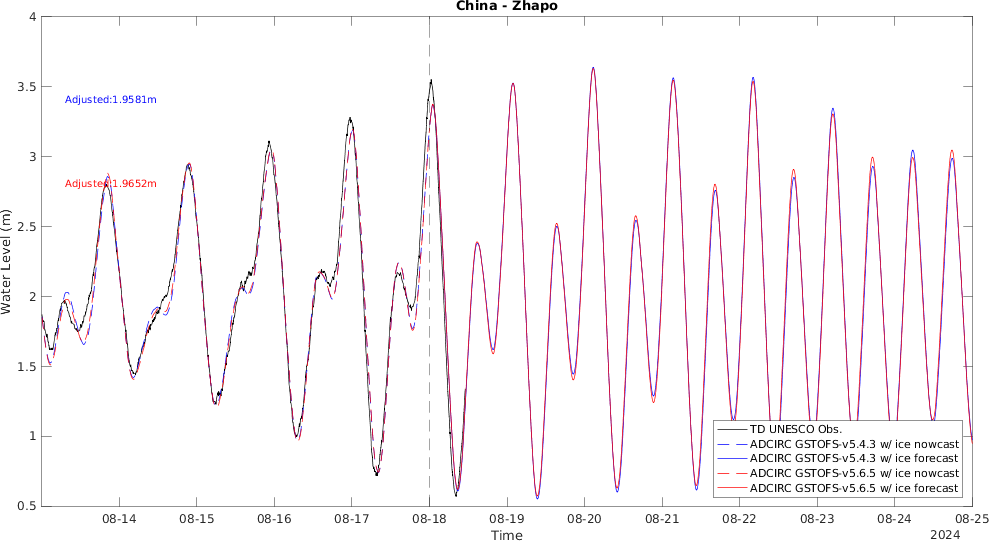 China - Zhapo
4
3.5
3
2.5
2
1.5
1
0.5
Water Level (m)
Adjusted:1.9581m
Adjusted:1.9652m
TD UNESCO Obs.
ADCIRC GSTOFS-v5.4.3 w/ ice nowcast
ADCIRC GSTOFS-v5.4.3 w/ ice forecast
ADCIRC GSTOFS-v5.6.5 w/ ice nowcast
ADCIRC GSTOFS-v5.6.5 w/ ice forecast
08-14 08-15 08-16 08-17 08-18 08-19 08-20 08-21 08-22 08-23 08-24 08-25
Time
2024